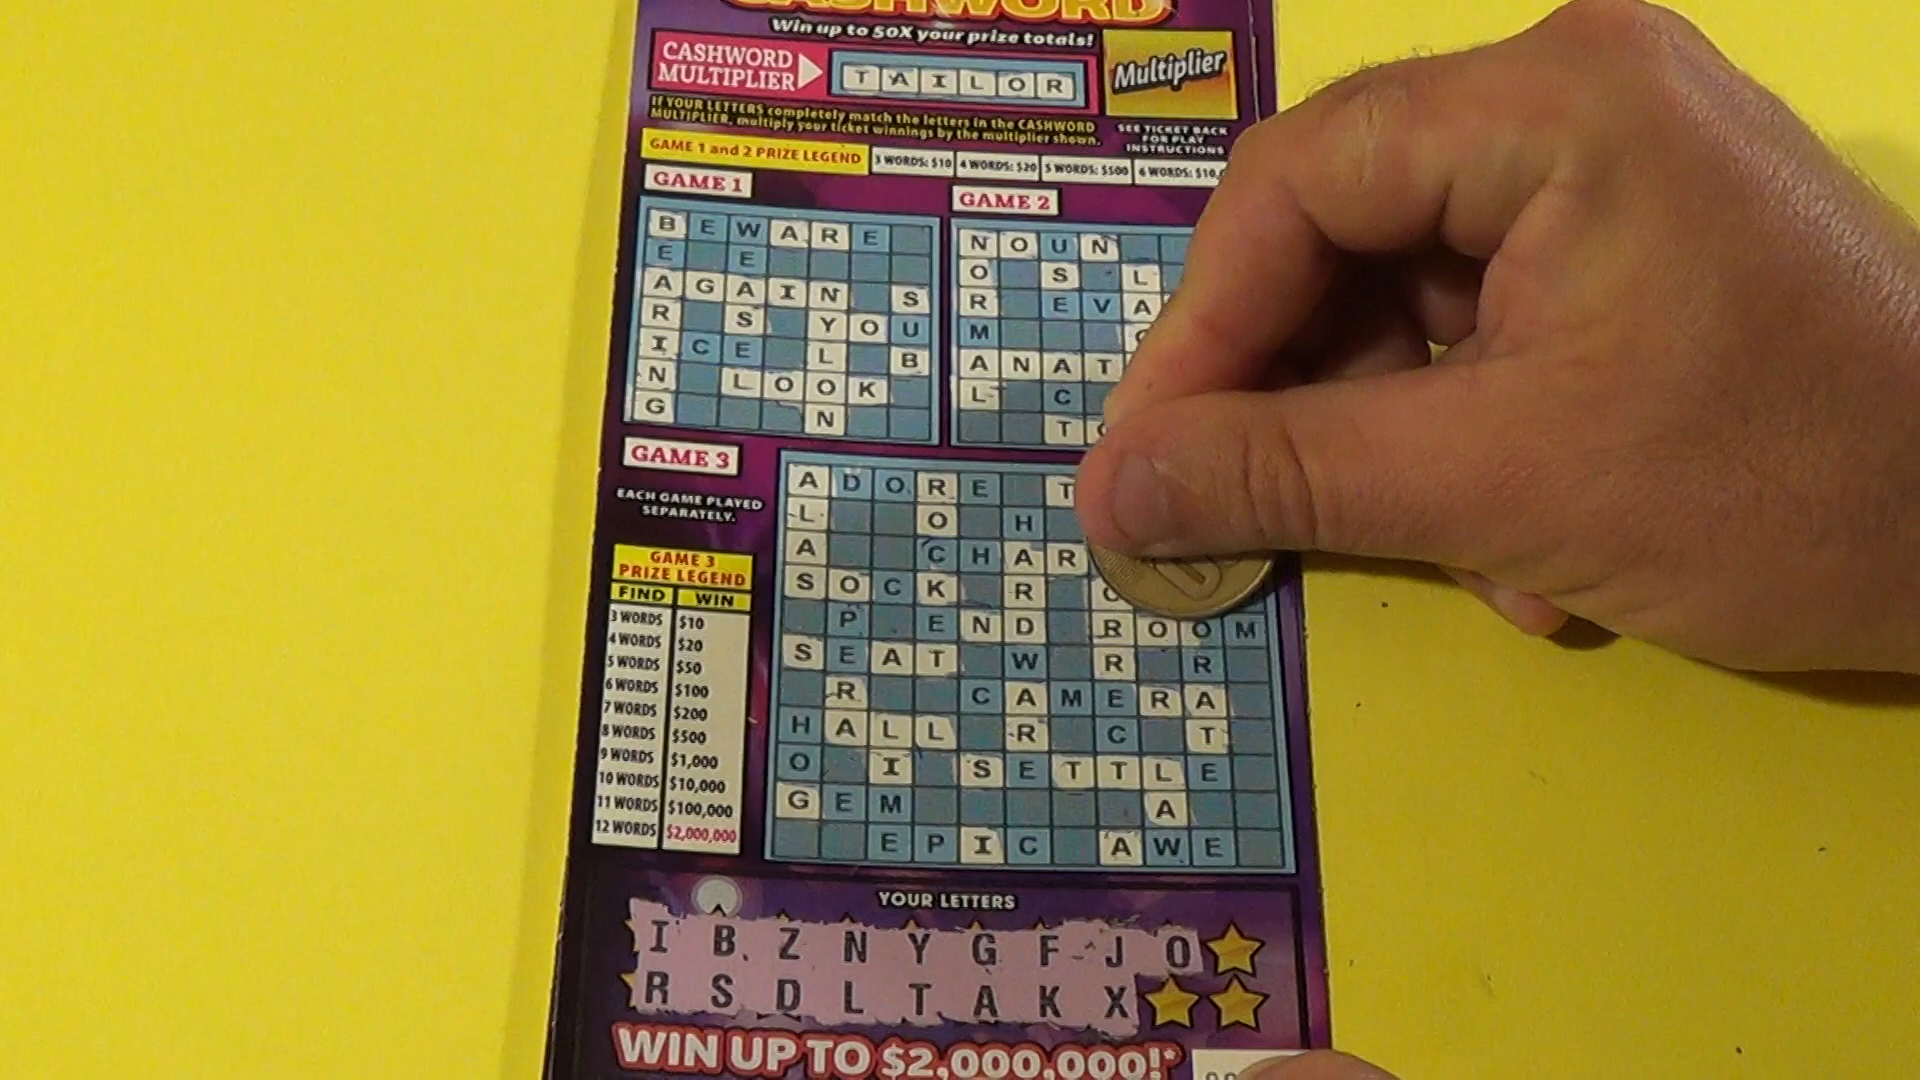 CASHWORD
Win up to 50X your prize totals!
CASHWORD
MULTIPLIER
TAILOR
Multiplier
If YOUR LETTERS completely match the letters in the CASHWORD
MULTIPLIER, multiply your ticket winnings by the multiplier shown.
SEE TICKET BACK
FOR PLAY
INSTRUCTIONS
GAME 1 and 2 PRIZE LEGEND
3 WORDS: $10
4 WORDS: $20
5 WORDS: $500
6 WORDS: $10,
GAME 1
B E W A R E
E E
A G A I N S
R S Y O U
I C E L B
N L O O K
G N
GAME 2
N O U N
O S L
R E V A
M
A N A T
L C
T
GAME 3
EACH GAME PLAYED
SEPARATELY.
A D O R E T
L O H
A C H A R
S O C K R
P E N D R O O M
S E A T W R R
R C A M E R A
H A L L R C T
O I S E T T L E
G E M A
E P I C A W E
GAME 3
PRIZE LEGEND
FIND WIN
3 WORDS $10
4 WORDS $20
5 WORDS $50
6 WORDS $100
7 WORDS $200
8 WORDS $500
9 WORDS $1,000
10 WORDS $10,000
11 WORDS $100,000
12 WORDS $2,000,000
YOUR LETTERS
I B Z N Y G F J O
R S D L T A K X
WIN UP TO $2,000,000!*